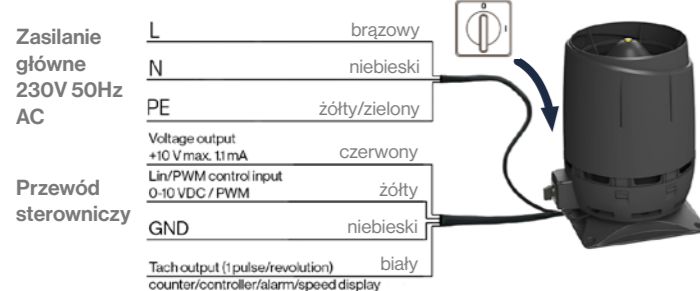 Zasilanie
główne
230V 50Hz
AC
L brązowy
N niebieski
PE żółty/zielony
0
I
Przewód
sterowniczy
Voltage output
+10 V max. 1.1 mA czerwony
Lin/PWM control input
0-10 VDC / PWM żółty
GND niebieski
Tach output (1 pulse/revolution) biały
counter/controller/alarm/speed display